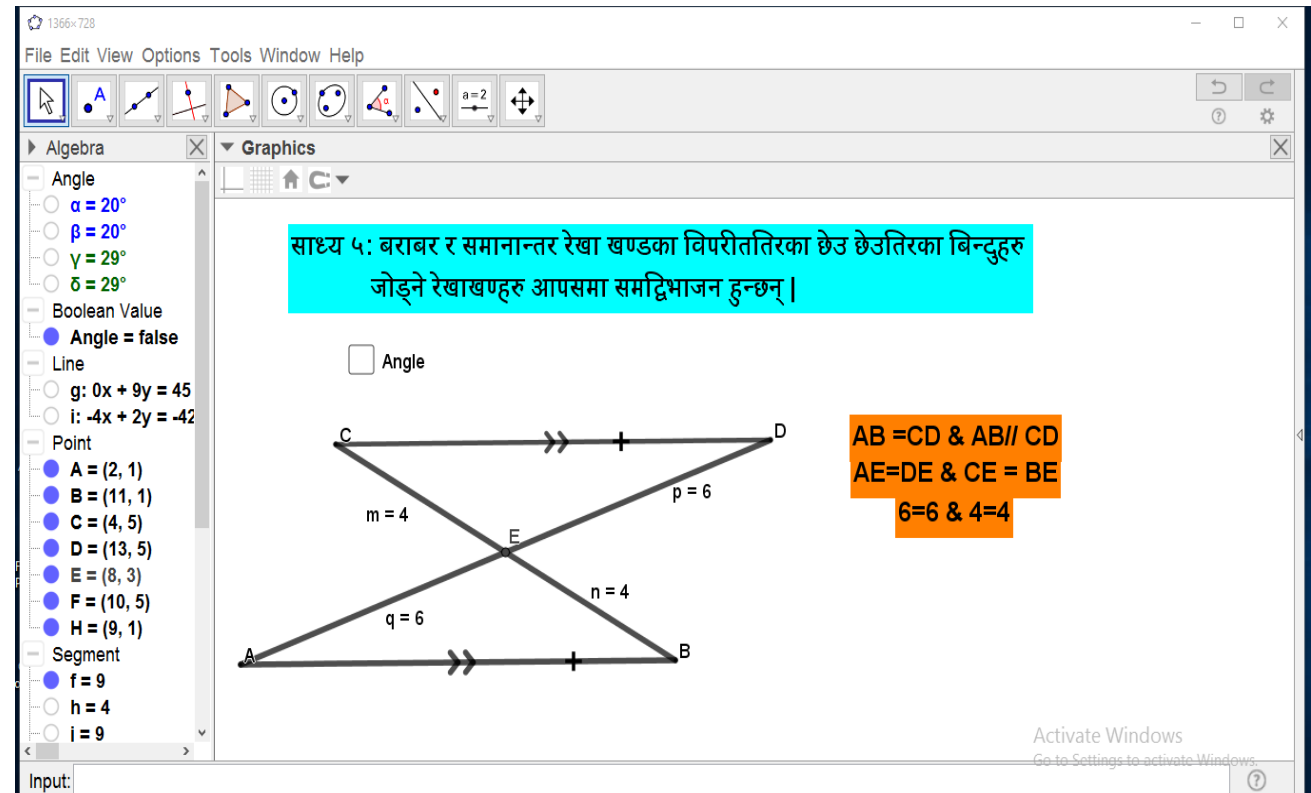 1366×728
File Edit View Options Tools Window Help
A
α
a=2
Algebra
Graphics
Angle
α = 20°
β = 20°
γ = 29°
δ = 29°
Boolean Value
Angle = false
Line
g: 0x + 9y = 45
i: -4x + 2y = -42
Point
A = (2, 1)
B = (11, 1)
C = (4, 5)
D = (13, 5)
E = (8, 3)
F = (10, 5)
H = (9, 1)
Segment
f = 9
h = 4
j = 9
साध्य ५: बराबर र समानान्तर रेखा खण्डका विपरीततिरका छेउ छेउतिरका बिन्दुहरु
जोड्ने रेखाखण्हरु आपसमा समद्विभाजन हुन्छन् |
Angle
C
D
m = 4
p = 6
E
n = 4
q = 6
A
B
AB =CD & AB// CD
AE=DE & CE = BE
6=6 & 4=4
Activate Windows
Go to Settings to activate Windows.
Input: